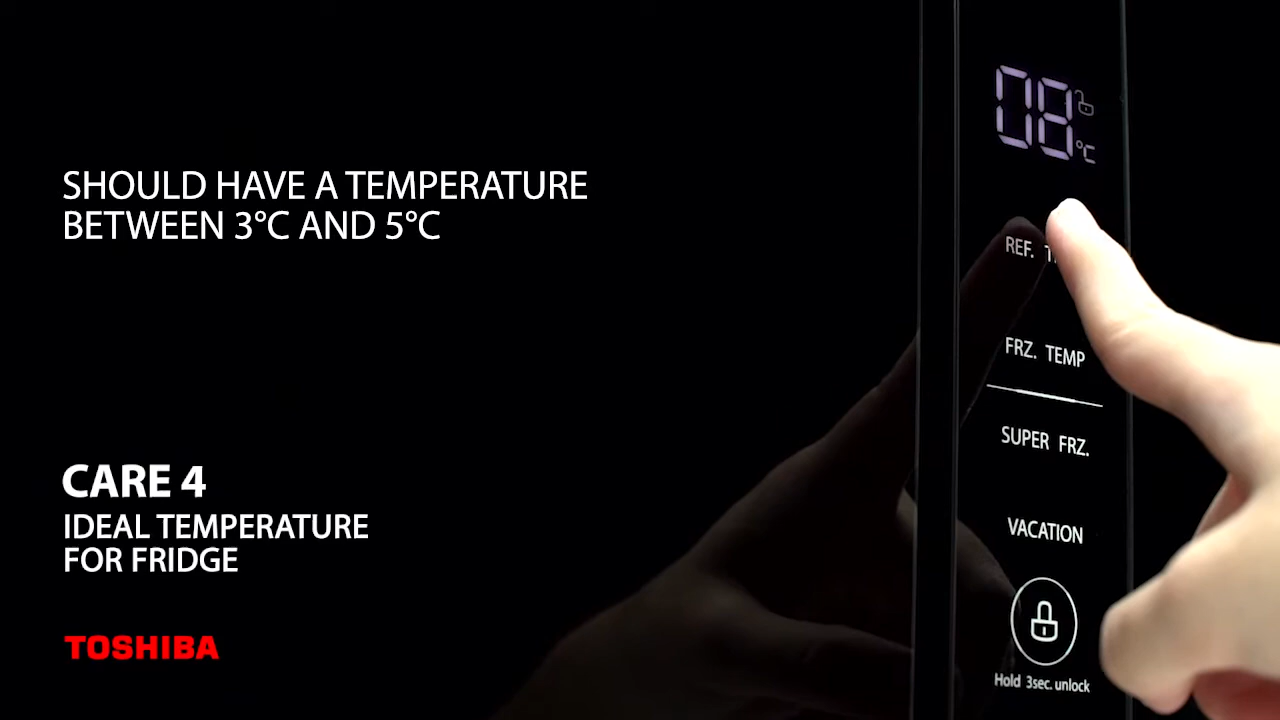 SHOULD HAVE A TEMPERATURE
BETWEEN 3°C AND 5°C
CARE 4
IDEAL TEMPERATURE
FOR FRIDGE
TOSHIBA
08
°C
REF.
FRZ. TEMP
SUPER FRZ.
VACATION
Hold 3sec. unlock